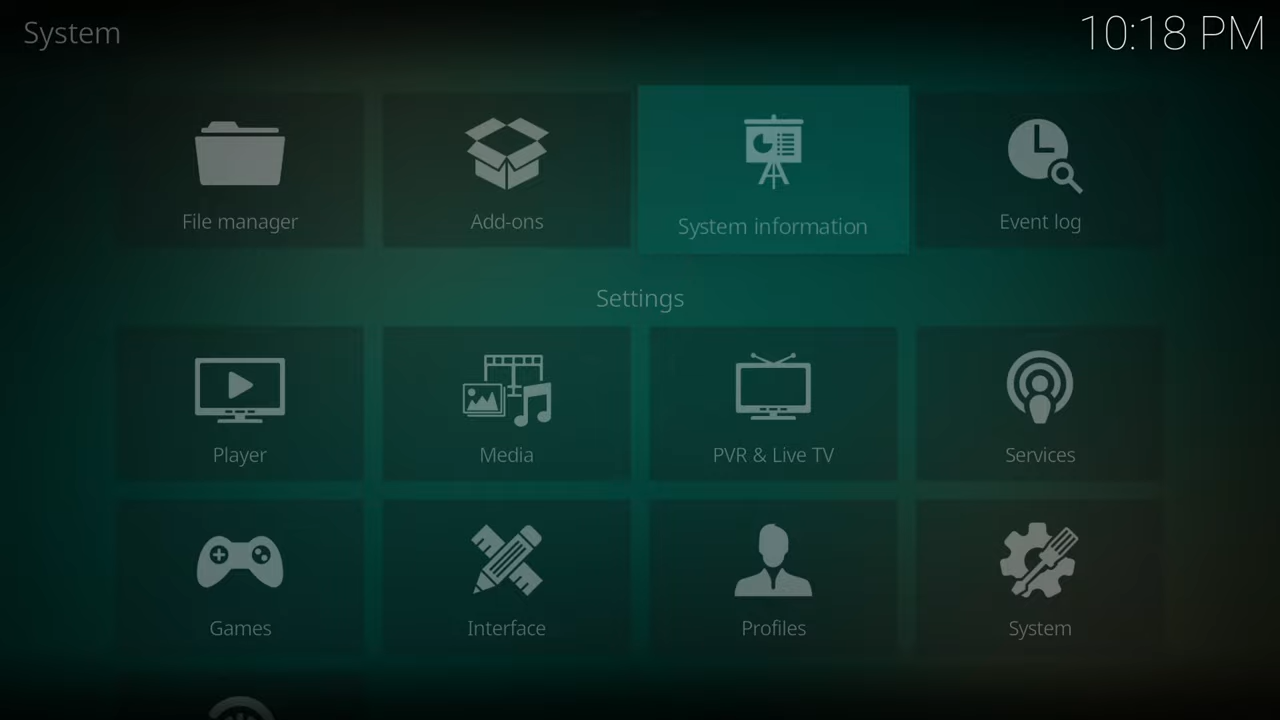 System
10:18 PM
File manager
Add-ons
System information
Event log
Settings
Player
Media
PVR & Live TV
Services
Games
Interface
Profiles
System